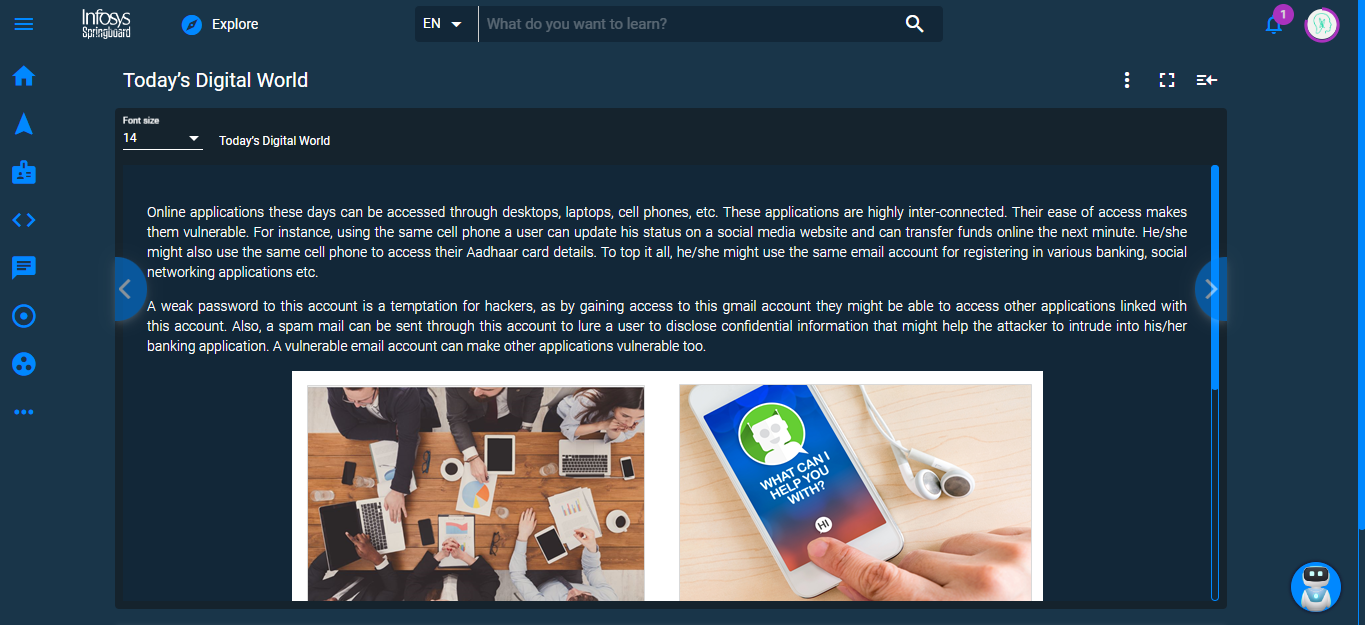 Infosys
Springboard
Explore
EN
What do you want to learn?
1
Today’s Digital World
Font size
14
Today's Digital World
Online applications these days can be accessed through desktops, laptops, cell phones, etc. These applications are highly inter-connected. Their ease of access makes
them vulnerable. For instance, using the same cell phone a user can update his status on a social media website and can transfer funds online the next minute. He/she
might also use the same cell phone to access their Aadhaar card details. To top it all, he/she might use the same email account for registering in various banking, social
networking applications etc.
A weak password to this account is a temptation for hackers, as by gaining access to this gmail account they might be able to access other applications linked with
this account. Also, a spam mail can be sent through this account to lure a user to disclose confidential information that might help the attacker to intrude into his/her
banking application. A vulnerable email account can make other applications vulnerable too.
WHAT CAN I
HELP YOU
WITH?
HI